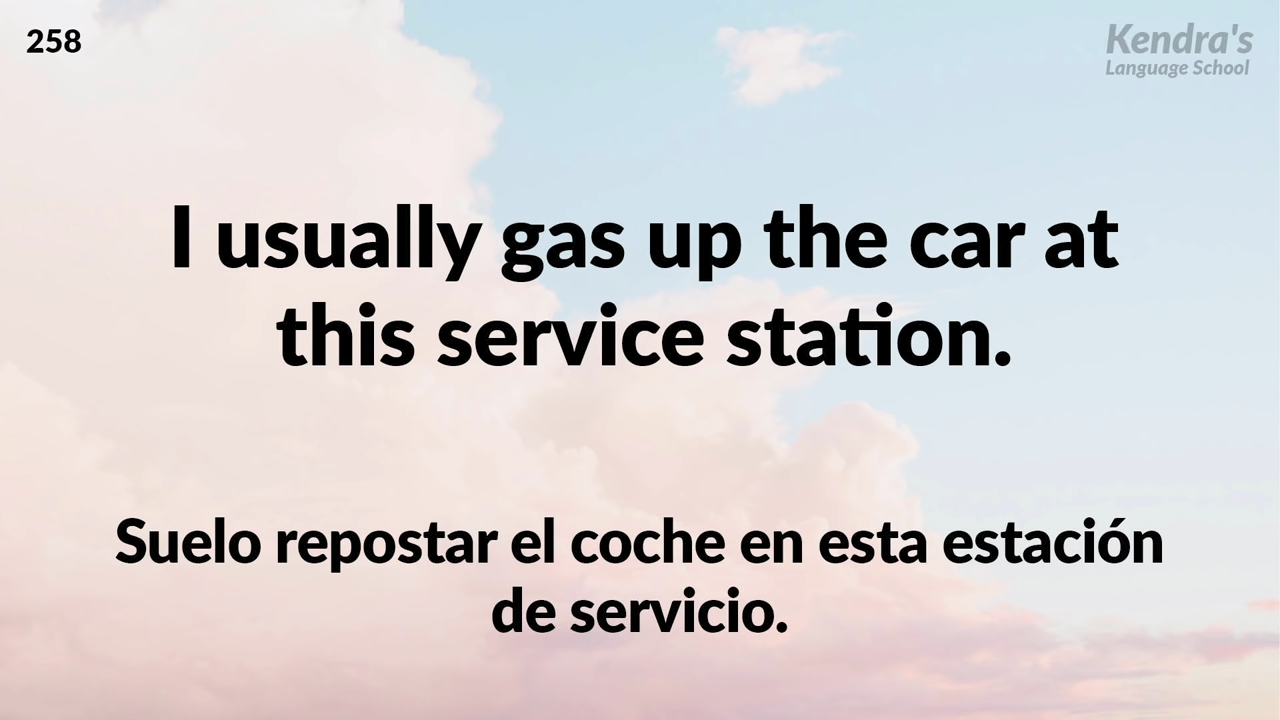 258
Kendra's
Language School
I usually gas up the car at
this service station.
Suelo repostar el coche en esta estación
de servicio.